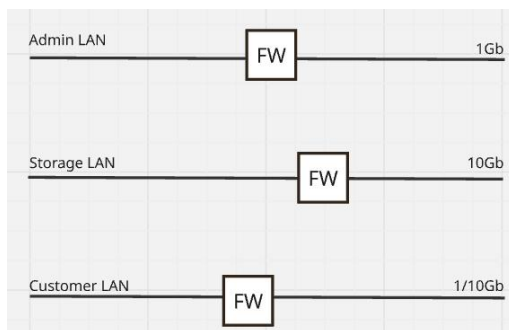 Admin LAN
FW
1Gb
Storage LAN
FW
10Gb
Customer LAN
FW
1/10Gb